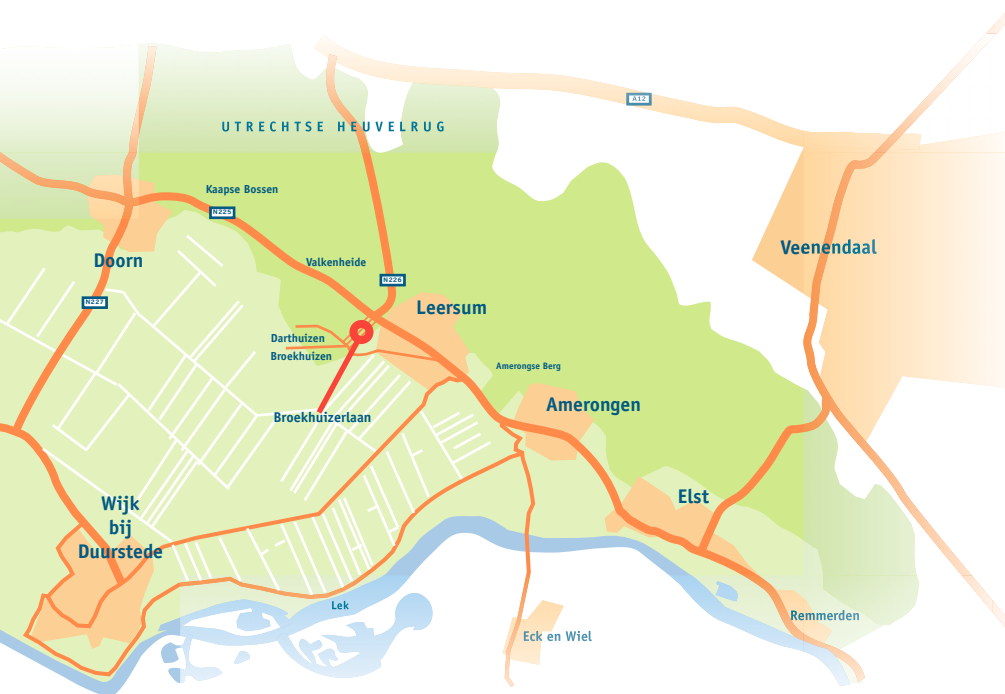 A12
UTRECHTSE HEUVELRUG
Kaapse Bossen
N225
Doorn
Valkenheide
Veenendaal
N226
N227
Leersum
Darthuizen
Broekhuizen
Amerongse Berg
Broekhuizerlaan
Amerongen
Wijk
bij
Duurstede
Elst
Lek
Remmerden
Eck en Wiel